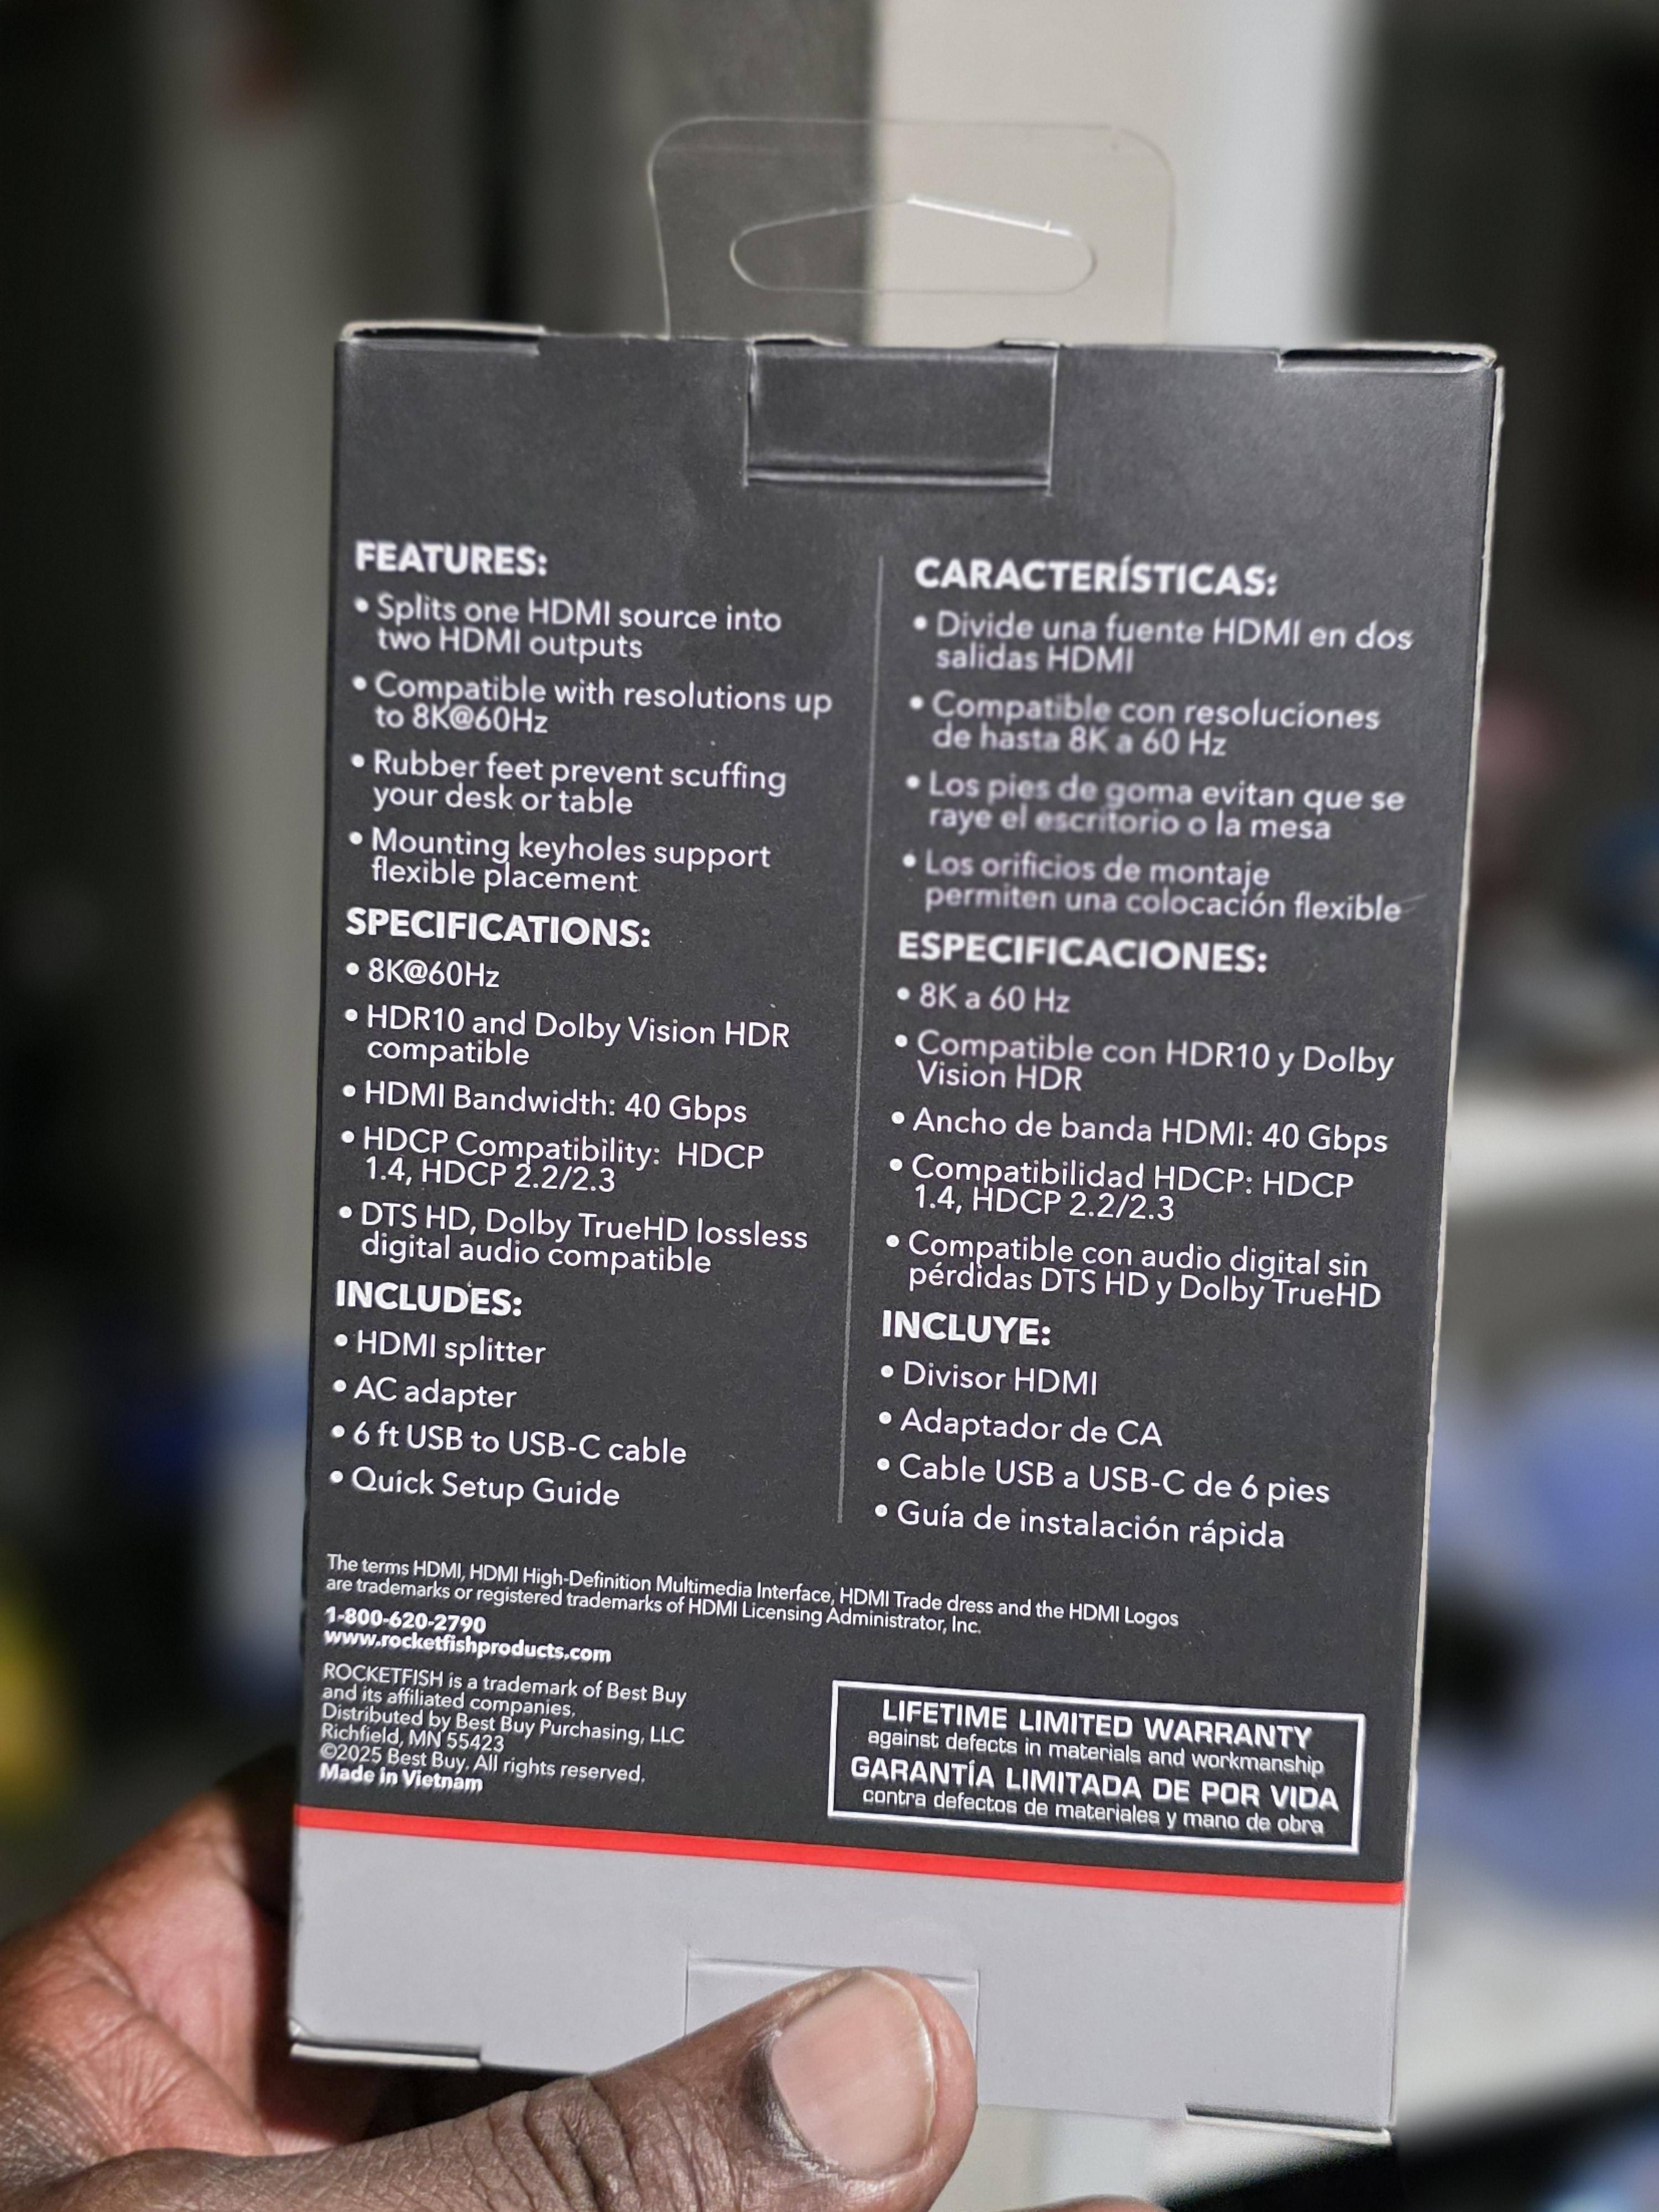 FEATURES:
• Splits one HDMI source into
two HDMI outputs
• Compatible with resolutions up
to 8K@60Hz
• Rubber feet prevent scuffing
your desk or table
• Mounting keyholes support
flexible placement
SPECIFICATIONS:
• 8K@60Hz
• HDR10 and Dolby Vision HDR
compatible
• HDMI Bandwidth: 40 Gbps
• HDCP Compatibility: HDCP
1.4, HDCP 2.2/2.3
• DTS HD, Dolby TrueHD lossless
digital audio compatible
INCLUDES:
• HDMI splitter
• AC adapter
• 6 ft USB to USB-C cable
• Quick Setup Guide
CARACTERÍSTICAS:
• Divide una fuente HDMI en dos
salidas HDMI
• Compatible con resoluciones
de hasta 8K a 60 Hz
• Los pies de goma evitan que se
raye el escritorio o la mesa
• Los orificios de montaje
permiten una colocación flexible
ESPECIFICACIONES:
• 8K a 60 Hz
• Compatible con HDR10 y Dolby
Vision HDR
• Ancho de banda HDMI: 40 Gbps
• Compatibilidad HDCP: HDCP
1.4, HDCP 2.2/2.3
• Compatible con audio digital sin
pérdidas DTS HD y Dolby TrueHD
INCLUYE:
• Divisor HDMI
• Adaptador de CA
• Cable USB a USB-C de 6 pies
• Guía de instalación rápida
The terms HDMI, HDMI High-Definition Multimedia Interface, HDMI Trade dress and the HDMI Logos
are trademarks or registered trademarks of HDMI Licensing Administrator, Inc.
1-800-620-2790
www.rocketfishproducts.com
ROCKETFISH is a trademark of Best Buy
and its affiliated companies.
Distributed by Best Buy Purchasing, LLC
Richfield, MN 55423
©2025 Best Buy. All rights reserved.
Made in Vietnam
LIFETIME LIMITED WARRANTY
against defects in materials and workmanship
GARANTÍA LIMITADA DE POR VIDA
contra defectos de materiales y mano de obra